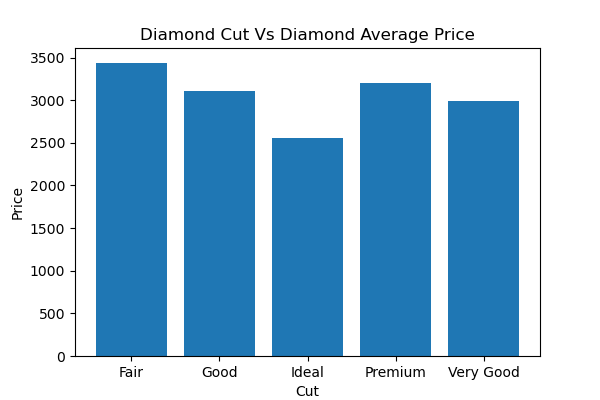 Diamond Cut Vs Diamond Average Price
3500
3000
2500
2000
1500
1000
500
0
Price
Fair Good Ideal Premium Very Good
Cut